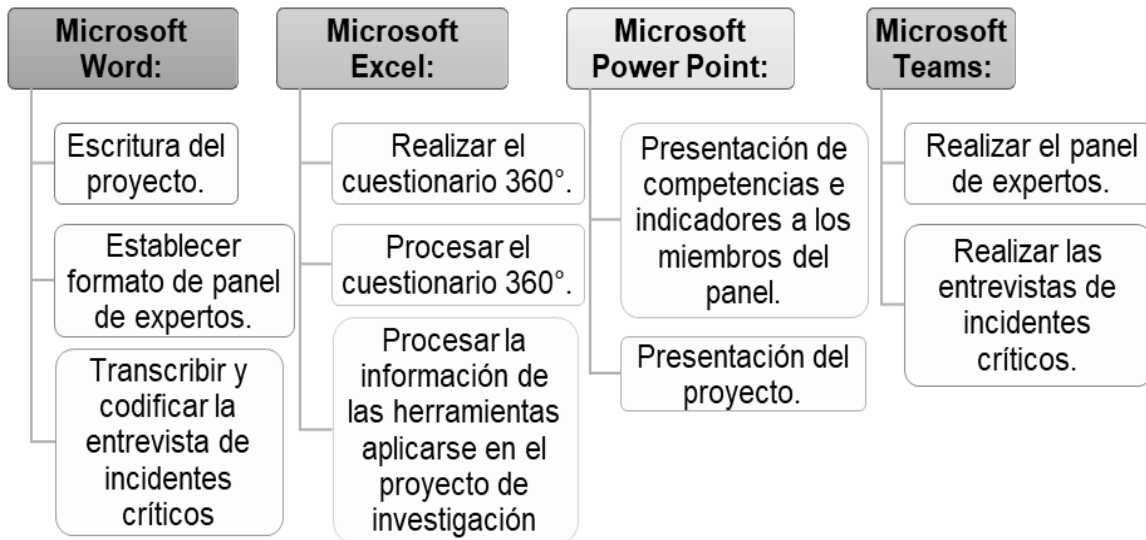 Microsoft
Word:
Escritura del
proyecto.
Establecer
formato de panel
de expertos.
Transcribir y
codificar la
entrevista de
incidentes
críticos
Microsoft
Excel:
Realizar el
cuestionario 360°.
Procesar el
cuestionario 360°.
Procesar la
información de
las herramientas
aplicarse en el
proyecto de
investigación
Microsoft
Power Point:
Presentación de
competencias e
indicadores a los
miembros del
panel.
Presentación del
proyecto.
Microsoft
Teams:
Realizar el panel
de expertos.
Realizar las
entrevistas de
incidentes
críticos.